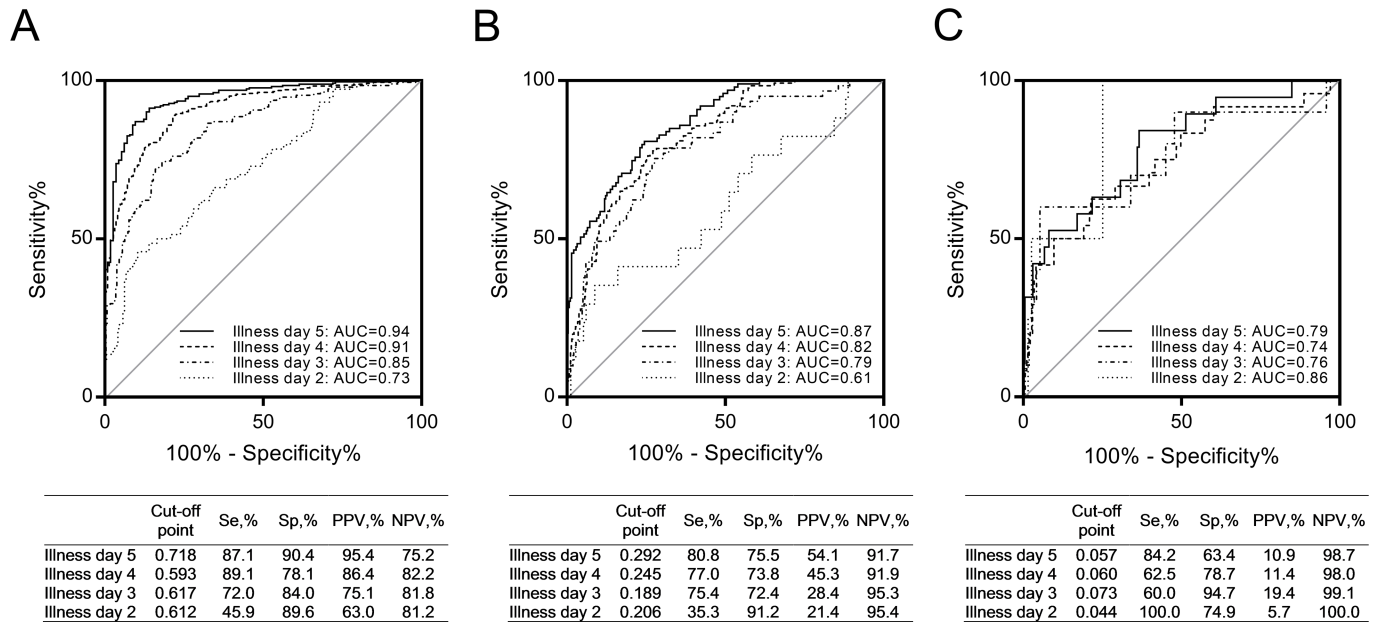 A
B
C
100
50
0
Sensitivity%
Illness day 5: AUC=0.94
Illness day 4: AUC=0.91
Illness day 3: AUC=0.85
Illness day 2: AUC=0.73
0
50
100
100% - Specificity%
100
50
0
Sensitivity%
Illness day 5: AUC=0.87
Illness day 4: AUC=0.82
Illness day 3: AUC=0.79
Illness day 2: AUC=0.61
0
50
100
100% - Specificity%
100
50
0
Sensitivity%
Illness day 5: AUC=0.79
Illness day 4: AUC=0.74
Illness day 3: AUC=0.76
Illness day 2: AUC=0.86
0
50
100
100% - Specificity%
Cut-off
point Se,% Sp,% PPV,% NPV,%
Illness day 5 0.718 87.1 90.4 95.4 75.2
Illness day 4 0.593 89.1 78.1 86.4 82.2
Illness day 3 0.617 72.0 84.0 75.1 81.8
Illness day 2 0.612 45.9 89.6 63.0 81.2
Cut-off
point Se,% Sp,% PPV,% NPV,%
Illness day 5 0.292 80.8 75.5 54.1 91.7
Illness day 4 0.245 77.0 73.8 45.3 91.9
Illness day 3 0.189 75.4 72.4 28.4 95.3
Illness day 2 0.206 35.3 91.2 21.4 95.4
Cut-off
point Se,% Sp,% PPV,% NPV,%
Illness day 5 0.057 84.2 63.4 10.9 98.7
Illness day 4 0.060 62.5 78.7 11.4 98.0
Illness day 3 0.073 60.0 94.7 19.4 99.1
Illness day 2 0.044 100.0 74.9 5.7 100.0